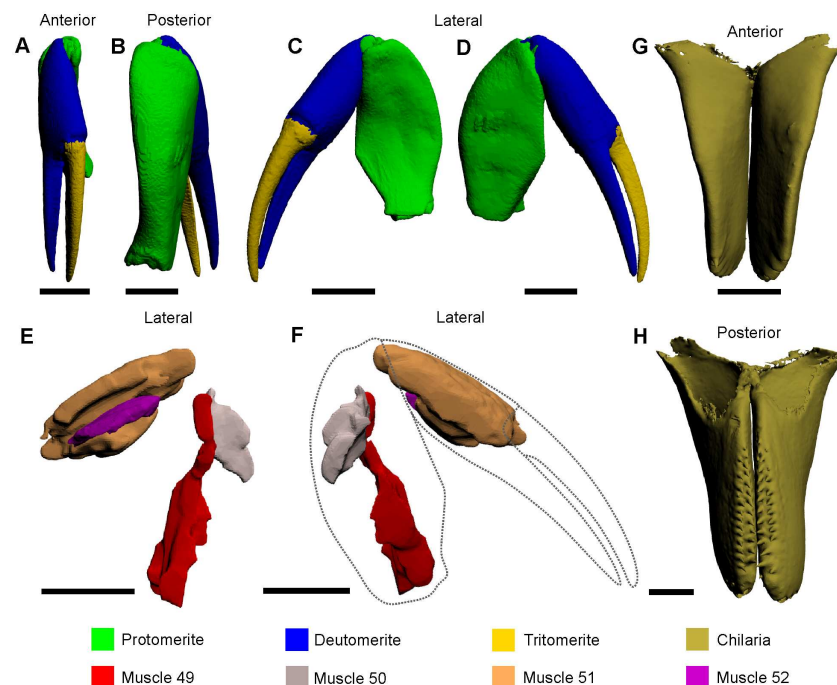 Anterior Posterior Lateral
A B C D G Anterior
Lateral Lateral
E F H Posterior
Protomerite Deutomerite Tritomerite Chilaria
Muscle 49 Muscle 50 Muscle 51 Muscle 52